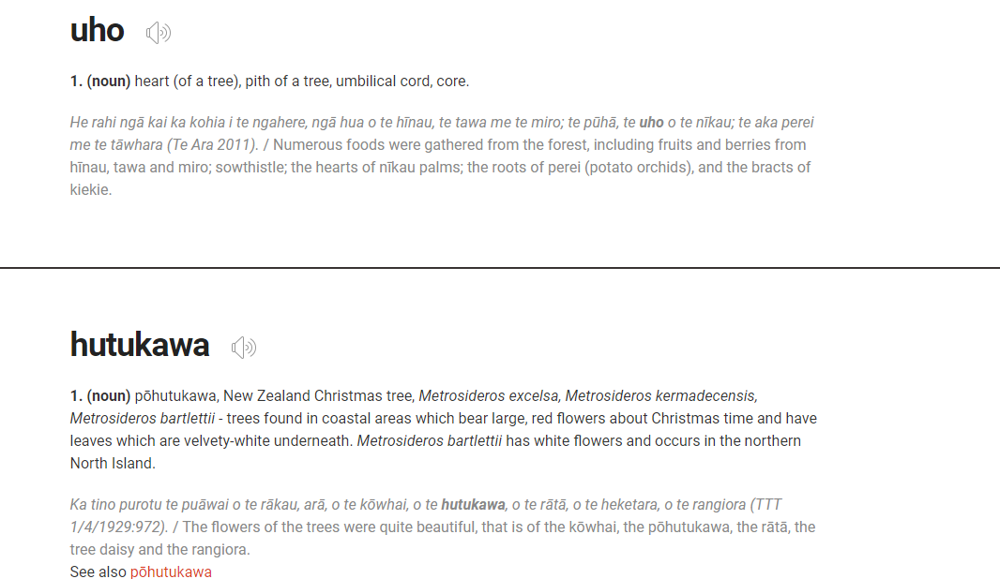 uho
1. (noun) heart (of a tree), pith of a tree, umbilical cord, core.
He rahi ngā kai ka kohia i te ngahere, ngā hua o te hīnau, te tawa me te miro; te pūhā, te uho o te nīkau; te aka perei
me te tāwhara (Te Ara 2011). / Numerous foods were gathered from the forest, including fruits and berries from
hīnau, tawa and miro; sowthistle; the hearts of nīkau palms; the roots of perei (potato orchids), and the bracts of
kiekie.
hutukawa
1. (noun) pōhutukawa, New Zealand Christmas tree, Metrosideros excelsa, Metrosideros kermadecensis,
Metrosideros bartlettii - trees found in coastal areas which bear large, red flowers about Christmas time and have
leaves which are velvety-white underneath. Metrosideros bartlettii has white flowers and occurs in the northern
North Island.
Ka tino purotu te puāwai o te rākau, arā, o te kōwhai, o te hutukawa, o te rātā, o te heketara, o te rangiora (TTT
1/4/1929:972). / The flowers of the trees were quite beautiful, that is of the kōwhai, the pōhutukawa, the rātā, the
tree daisy and the rangiora.
See also pōhutukawa